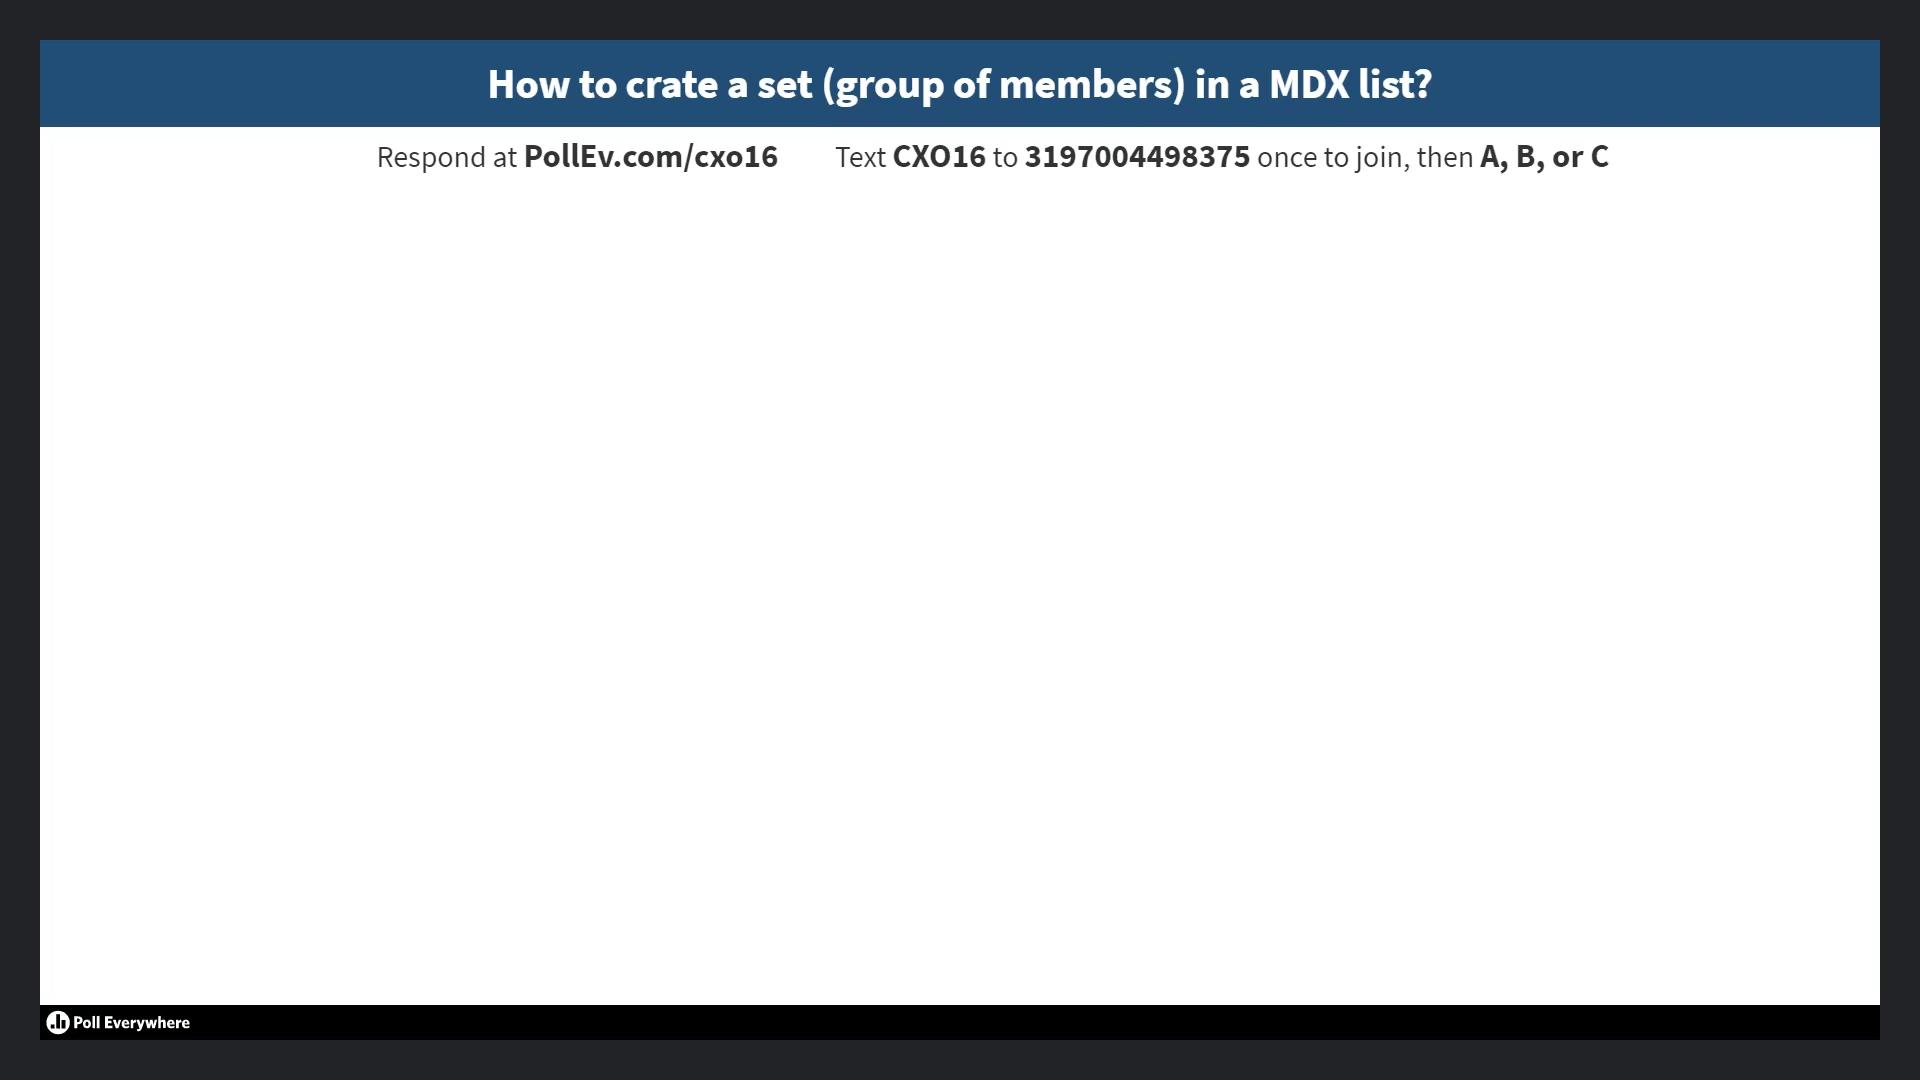 How to crate a set (group of members) in a MDX list?
Respond at PollEv.com/cxo16 Text CXO16 to 3197004498375 once to join, then A, B, or C
Poll Everywhere